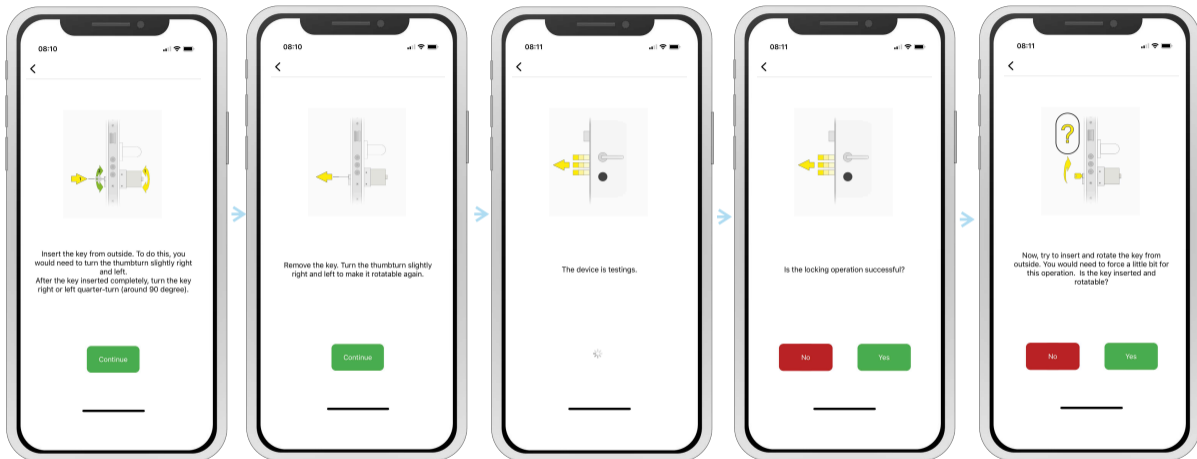 08:10
Insert the key from outside. To do this, you
would need to turn the thumbturn slightly right
and left.
After the key inserted completely, turn the key
right or left quarter-turn (around 90 degree).
Continue
08:10
Remove the key. Turn the thumbturn slightly
right and left to make it rotatable again.
Continue
08:11
The device is testings.
08:11
Is the locking operation successful?
No
Yes
08:11
?
Now, try to insert and rotate the key from
outside. You would need to force a little bit for
this operation. Is the key inserted and
rotatable?
No
Yes